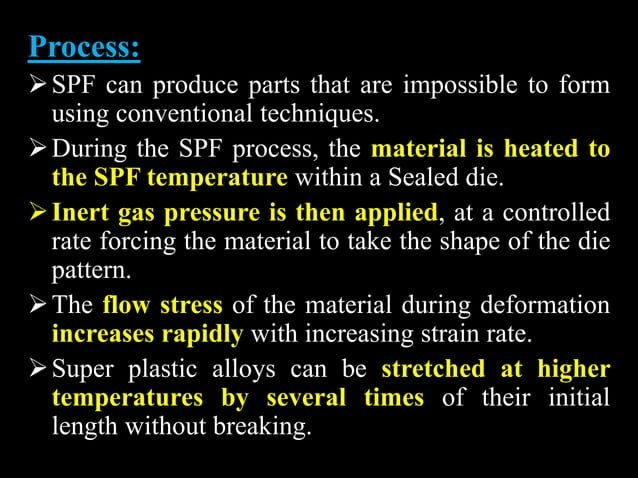 Process:
➢SPF can produce parts that are impossible to form
using conventional techniques.
➢During the SPF process, the material is heated to
the SPF temperature within a Sealed die.
➢Inert gas pressure is then applied, at a controlled
rate forcing the material to take the shape of the die
pattern.
➢The flow stress of the material during deformation
increases rapidly with increasing strain rate.
➢Super plastic alloys can be stretched at higher
temperatures by several times of their initial
length without breaking.